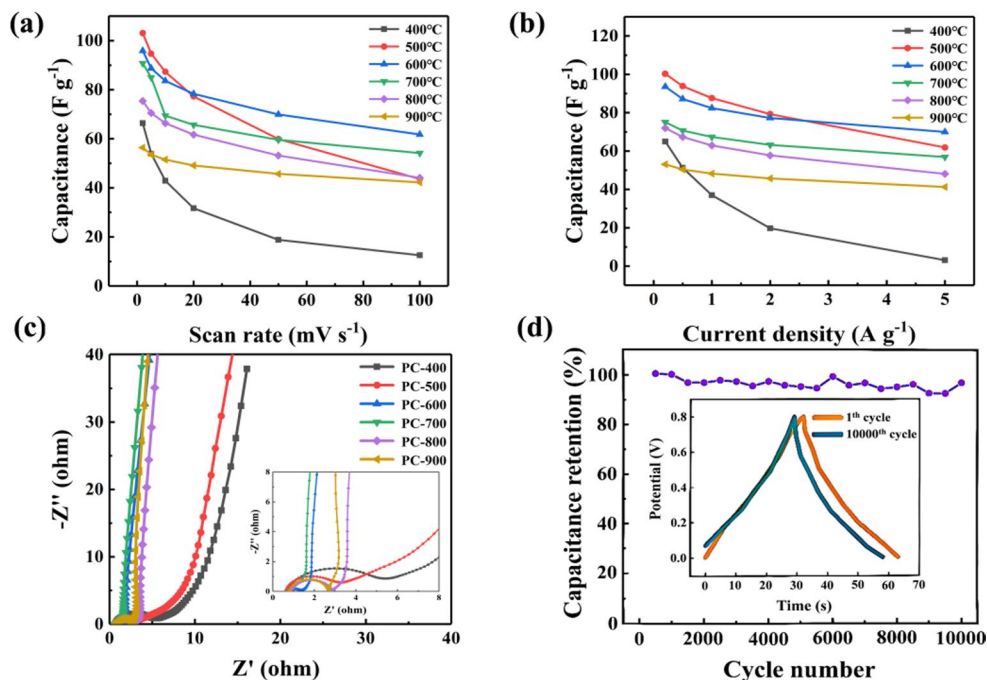 (a)
Capacitance (F g⁻¹)
100
80
60
40
20
0
0 20 40 60 80 100
Scan rate (mV s⁻¹)
400℃
500℃
600℃
700℃
800℃
900℃
(b)
Capacitance (F g⁻¹)
120
100
80
60
40
20
0
0 1 2 3 4 5
Current density (A g⁻¹)
400℃
500℃
600℃
700℃
800℃
900℃
(c)
-Z'' (ohm)
40
30
20
10
0
0 10 20 30 40
Z' (ohm)
PC-400
PC-500
PC-600
PC-700
PC-800
PC-900
-Z'' (ohm)
8
6
4
2
0
0 2 4 6 8
Z' (ohm)
(d)
Capacitance retention (%)
100
80
60
40
20
0
2000 4000 6000 8000 10000
Cycle number
1th cycle
10000th cycle
Potential (V)
0.8
0.4
0.2
0.0
0 10 20 30 40 50 60 70
Time (s)